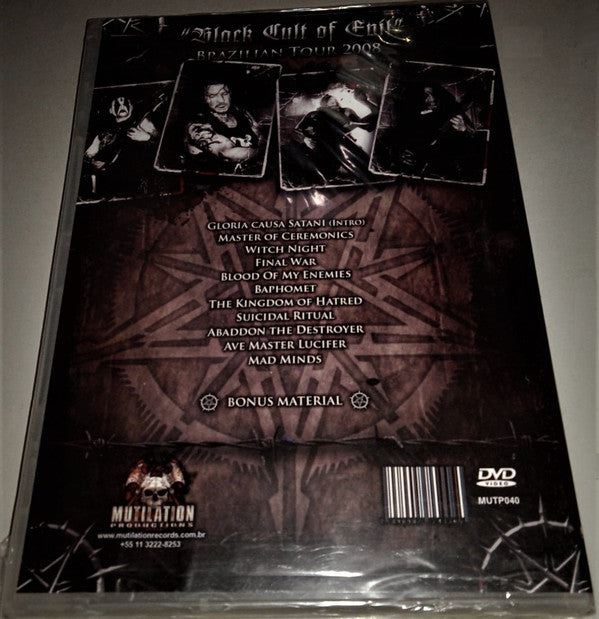 "Black Cult of Evil"
BRAZILIAN TOUR 2008
GLORIA CAUSA SATANI (INTRO)
MASTER OF CEREMONICS
WITCH NIGHT
FINAL WAR
BLOOD OF MY ENEMIES
BAPHOMET
THE KINGDOM OF HATRED
SUICIDAL RITUAL
ABADDON THE DESTROYER
AVE MASTER LUCIFER
MAD MINDS
BONUS MATERIAL
MUTILATION
PRODUCTIONS
www.mutilationrecords.com.br
+55 11 3222-8253
DVD
VIDEO
MUTP040